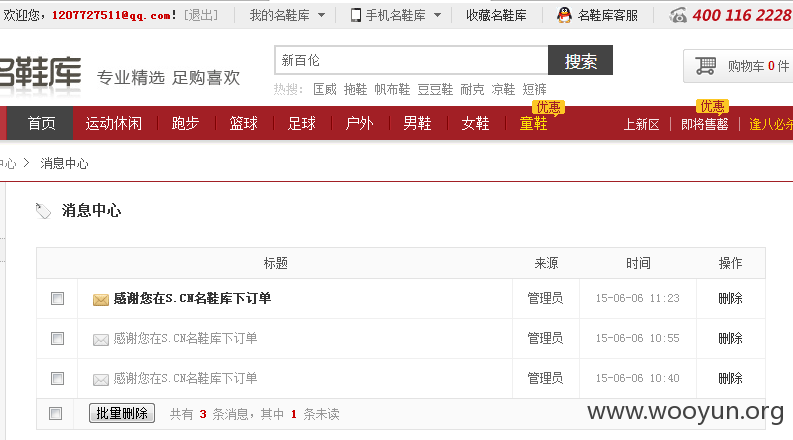 欢迎您，1207727511@qq.com！[退出] 我的名鞋库 手机名鞋库 收藏名鞋库 名鞋库客服 400 116 2228
名鞋库 专业精选 足购喜欢
新百伦 搜索 购物车 0 件
热搜： 匡威 拖鞋 帆布鞋 豆豆鞋 耐克 凉鞋 短裤
优惠 优惠
首页 运动休闲 跑步 篮球 足球 户外 男鞋 女鞋 童鞋 上新区 即将售罄 逢八必杀
中心 > 消息中心
消息中心
标题 来源 时间 操作
感谢您在S.CN名鞋库下订单 管理员 15-06-06 11:23 删除
感谢您在S.CN名鞋库下订单 管理员 15-06-06 10:55 删除
感谢您在S.CN名鞋库下订单 管理员 15-06-06 10:40 删除
批量删除 共有 3 条消息，其中 1 条未读
www.wooyun.org